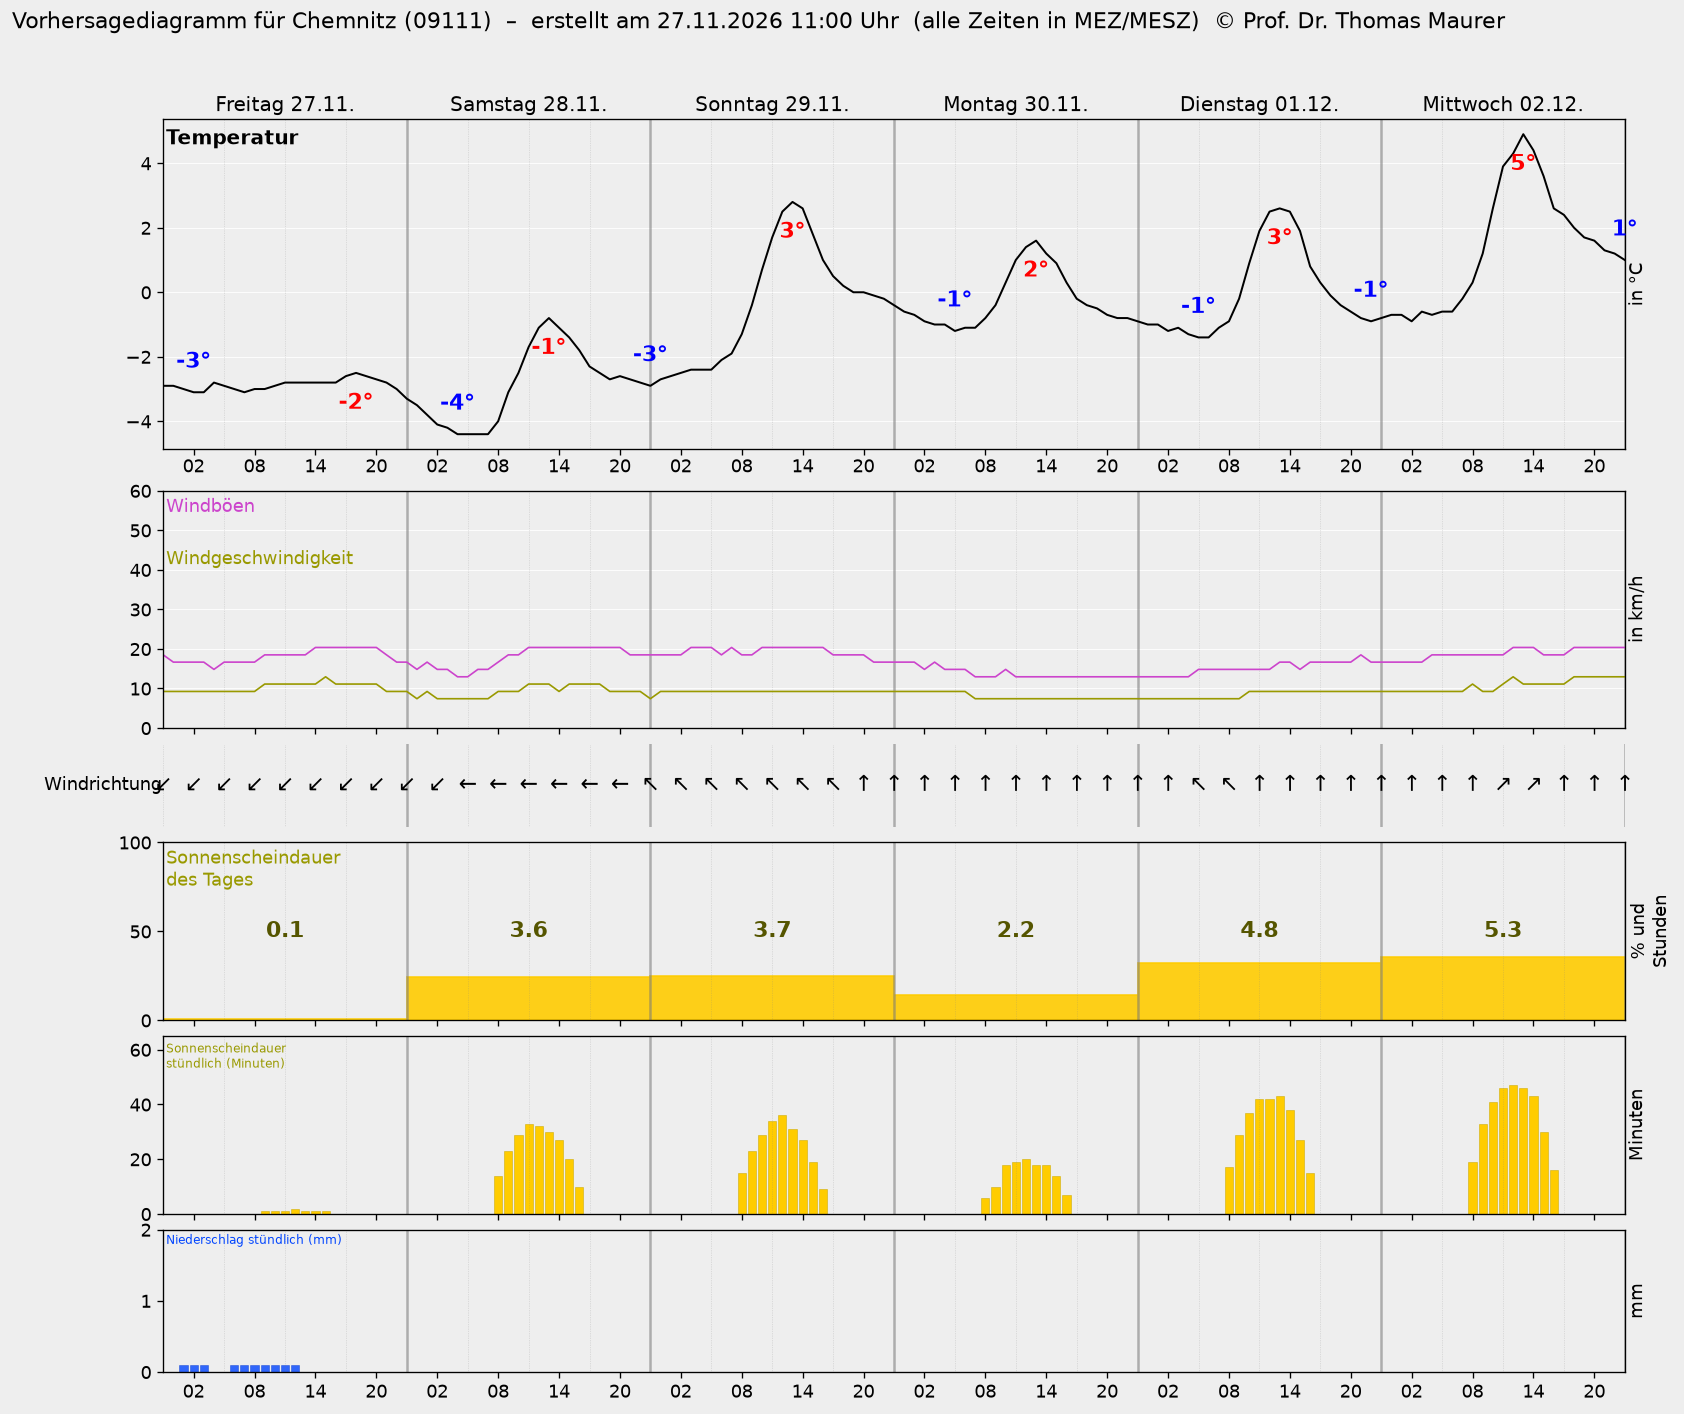 Vorhersagediagramm für Chemnitz (09111)  –  erstellt am 27.11.2026 11:00 Uhr  (alle Zeiten in MEZ/MESZ)  © Prof. Dr. Thomas Maurer
Freitag 27.11. Samstag 28.11. Sonntag 29.11. Montag 30.11. Dienstag 01.12. Mittwoch 02.12.
Temperatur
4
2
0
−2
−4
-3° -2° -4° -1° -3° 3° -1° 2° -1° 3° -1° 5° 1°
in °C
02 08 14 20 02 08 14 20 02 08 14 20 02 08 14 20 02 08 14 20 02 08 14 20
60
50
40
30
20
10
0
Windböen
Windgeschwindigkeit
in km/h
Windrichtung
100
50
0
Sonnenscheindauer
des Tages
0.1 3.6 3.7 2.2 4.8 5.3
% und
Stunden
60
40
20
0
Sonnenscheindauer
stündlich (Minuten)
Minuten
2
1
0
Niederschlag stündlich (mm)
mm
02 08 14 20 02 08 14 20 02 08 14 20 02 08 14 20 02 08 14 20 02 08 14 20